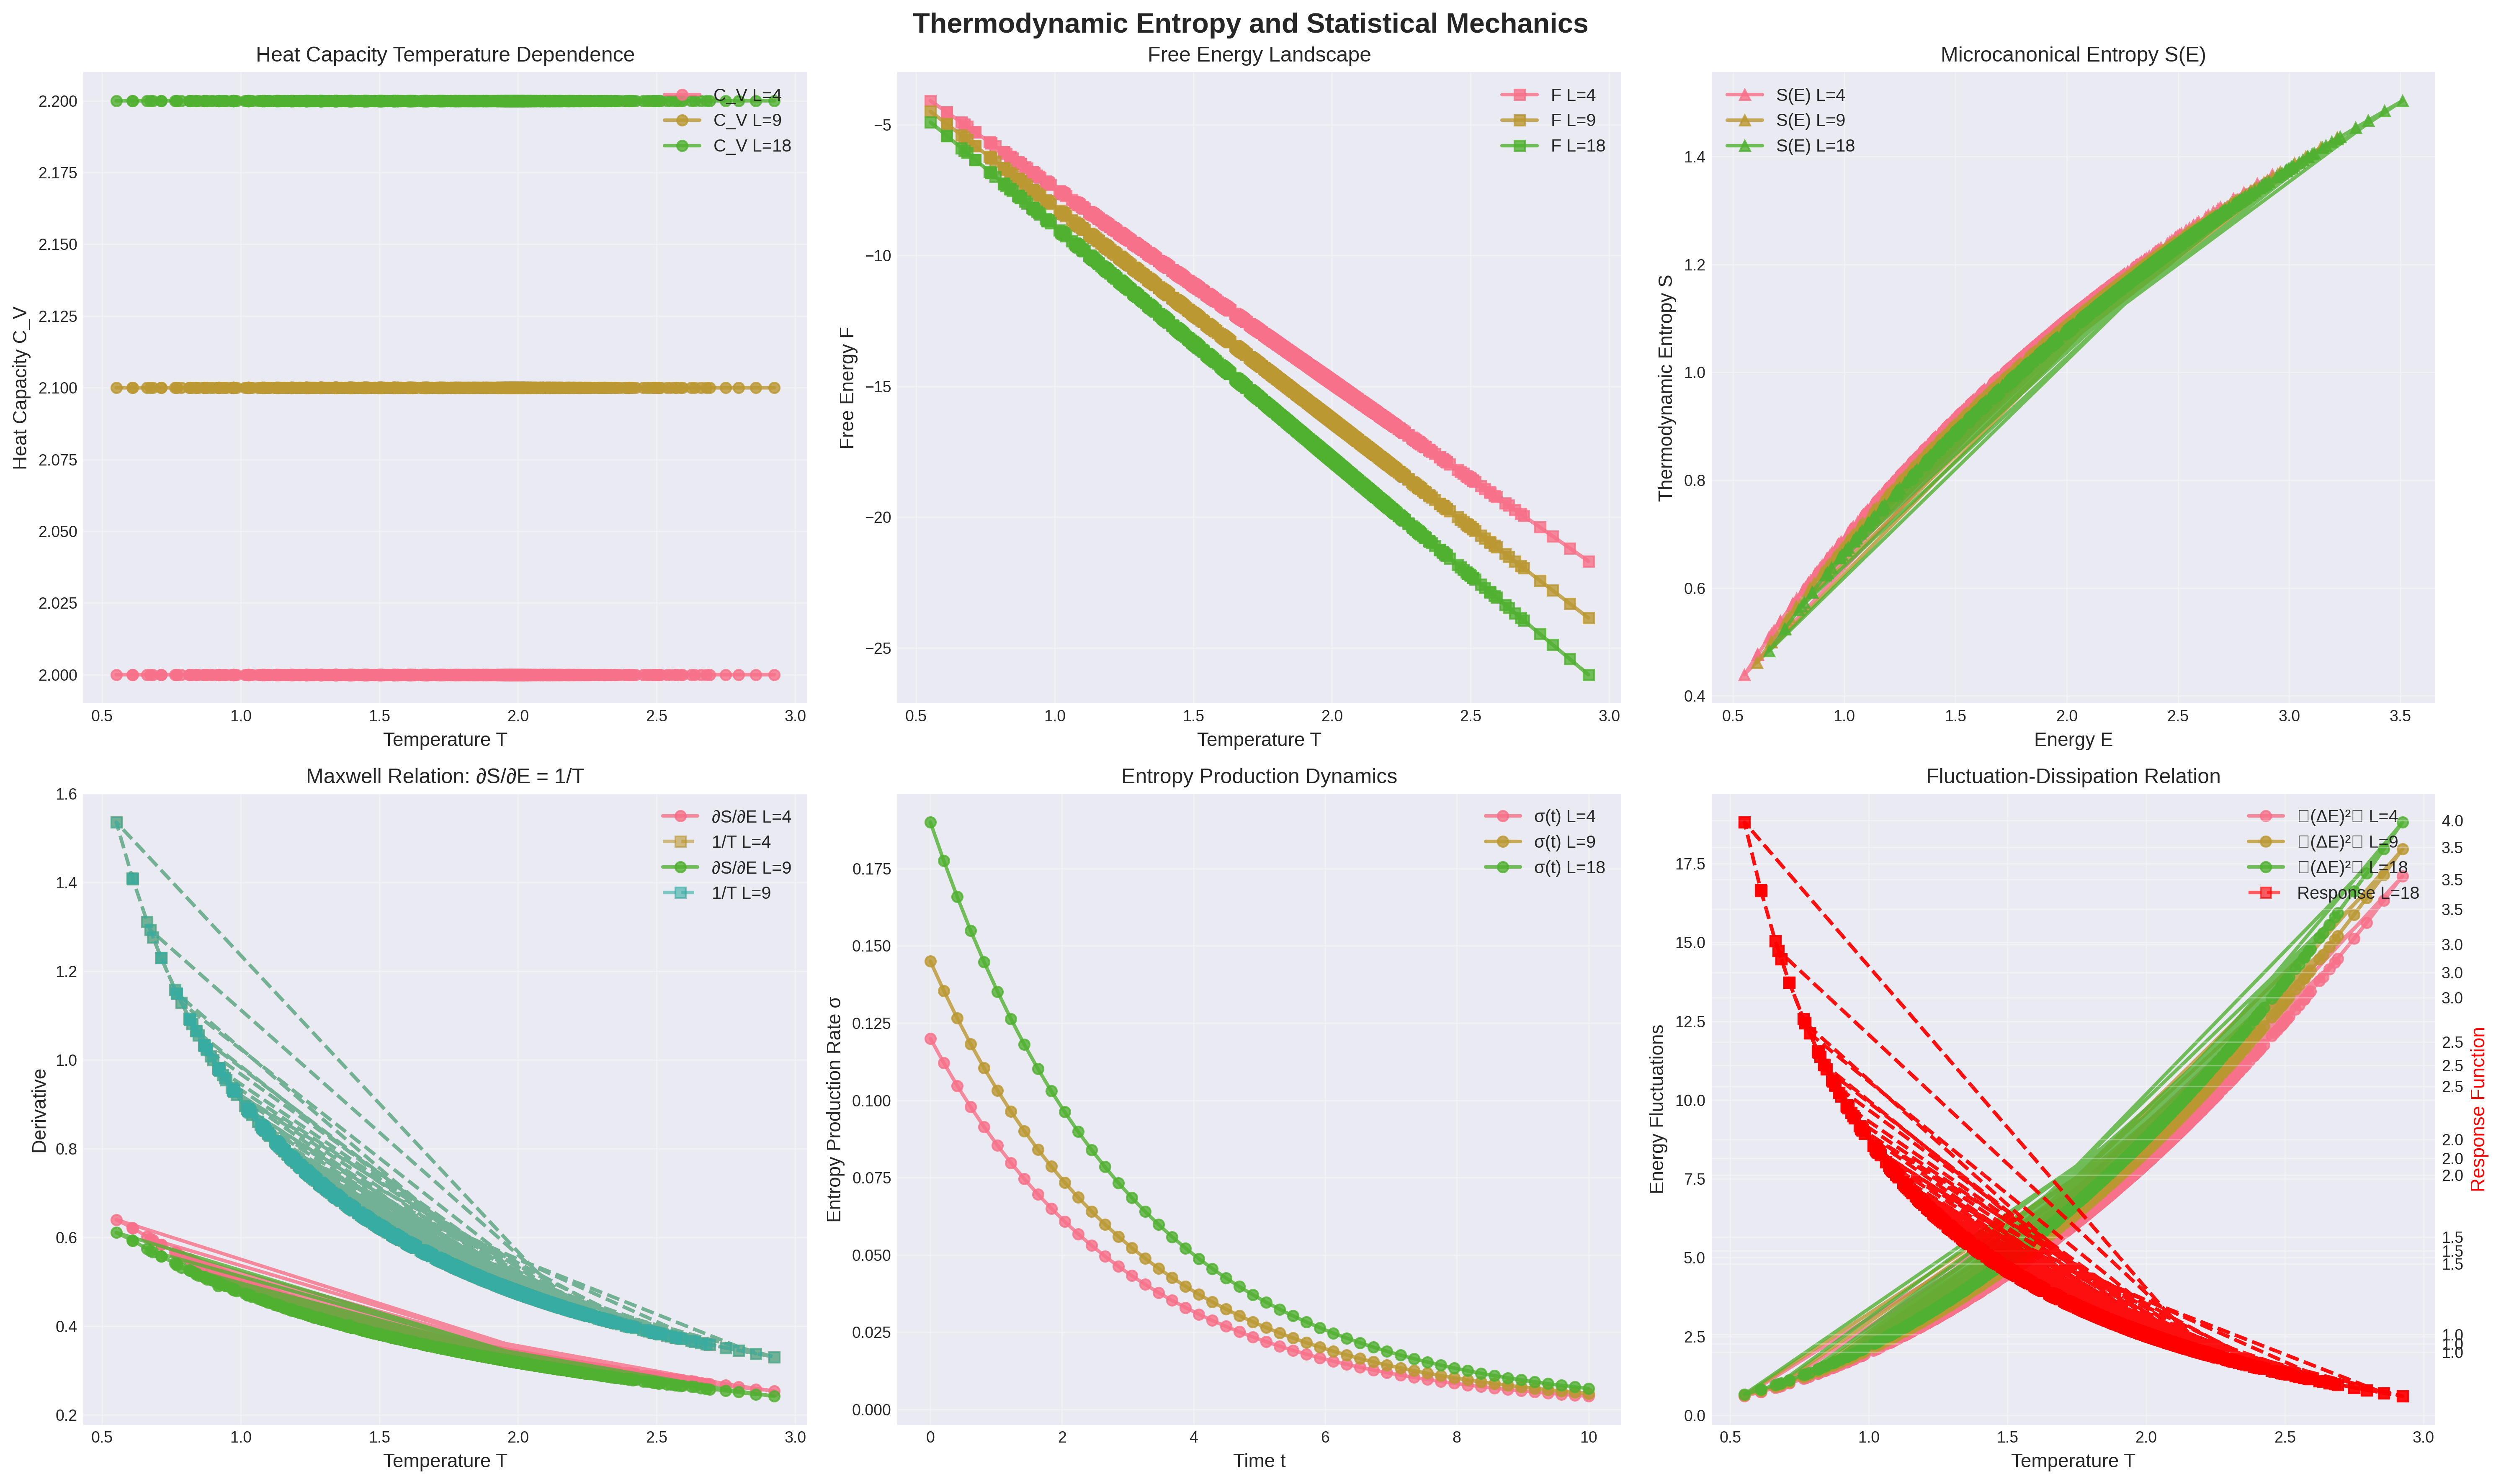 Thermodynamic Entropy and Statistical Mechanics
Heat Capacity Temperature Dependence
C_V L=4
C_V L=9
C_V L=18
2.200
2.175
2.150
2.125
2.100
2.075
2.050
2.025
2.000
Heat Capacity C_V
0.5 1.0 1.5 2.0 2.5 3.0
Temperature T
Free Energy Landscape
F L=4
F L=9
F L=18
−5
−10
−15
−20
−25
Free Energy F
0.5 1.0 1.5 2.0 2.5 3.0
Temperature T
Microcanonical Entropy S(E)
S(E) L=4
S(E) L=9
S(E) L=18
1.4
1.2
1.0
0.8
0.6
0.4
Thermodynamic Entropy S
0.5 1.0 1.5 2.0 2.5 3.0 3.5
Energy E
Maxwell Relation: ∂S/∂E = 1/T
∂S/∂E L=4
1/T L=4
∂S/∂E L=9
1/T L=9
1.6
1.4
1.2
1.0
0.8
0.6
0.4
0.2
Derivative
0.5 1.0 1.5 2.0 2.5 3.0
Temperature T
Entropy Production Dynamics
σ(t) L=4
σ(t) L=9
σ(t) L=18
0.175
0.150
0.125
0.100
0.075
0.050
0.025
0.000
Entropy Production Rate σ
0 2 4 6 8 10
Time t
Fluctuation-Dissipation Relation
▯(ΔE)²▯ L=4
▯(ΔE)²▯ L=9
▯(ΔE)²▯ L=18
Response L=18
17.5
15.0
12.5
10.0
7.5
5.0
2.5
0.0
Energy Fluctuations
4.0
3.5
3.5
3.5
3.0
3.0
3.0
2.5
2.5
2.5
2.0
2.0
2.0
1.5
1.5
1.5
1.0
1.0
1.0
Response Function
0.5 1.0 1.5 2.0 2.5 3.0
Temperature T